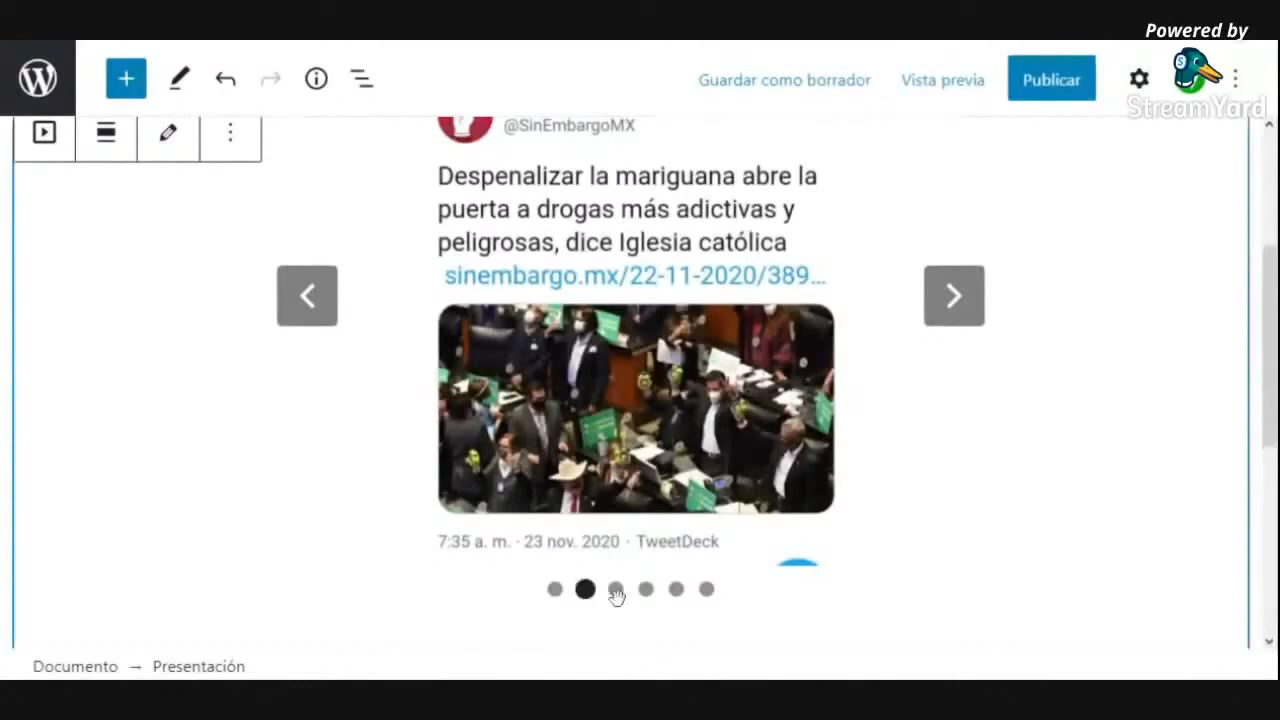 Powered by
StreamYard
Guardar como borrador
Vista previa
Publicar
@SinEmbargoMX
Despenalizar la mariguana abre la
puerta a drogas más adictivas y
peligrosas, dice Iglesia católica
sinembargo.mx/22-11-2020/389...
7:35 a. m. · 23 nov. 2020 · TweetDeck
Documento → Presentación